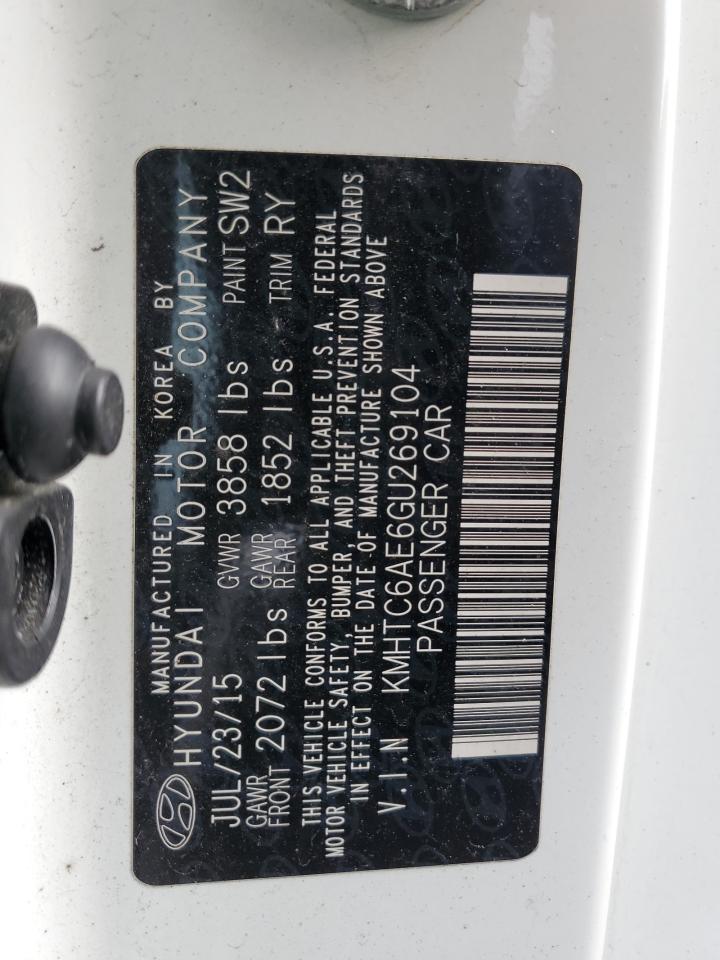 MANUFACTURED IN KOREA BY
HYUNDAI MOTOR COMPANY
JUL/23/15 GVWR 3858 lbs PAINT SW2
GAWR FRONT 2072 lbs GAWR REAR 1852 lbs TRIM RY
THIS VEHICLE CONFORMS TO ALL APPLICABLE U.S.A. FEDERAL
MOTOR VEHICLE SAFETY, BUMPER, AND THEFT PREVENTION STANDARDS
IN EFFECT ON THE DATE OF MANUFACTURE SHOWN ABOVE
V.I.N KMHTC6AE6GU269104
PASSENGER CAR